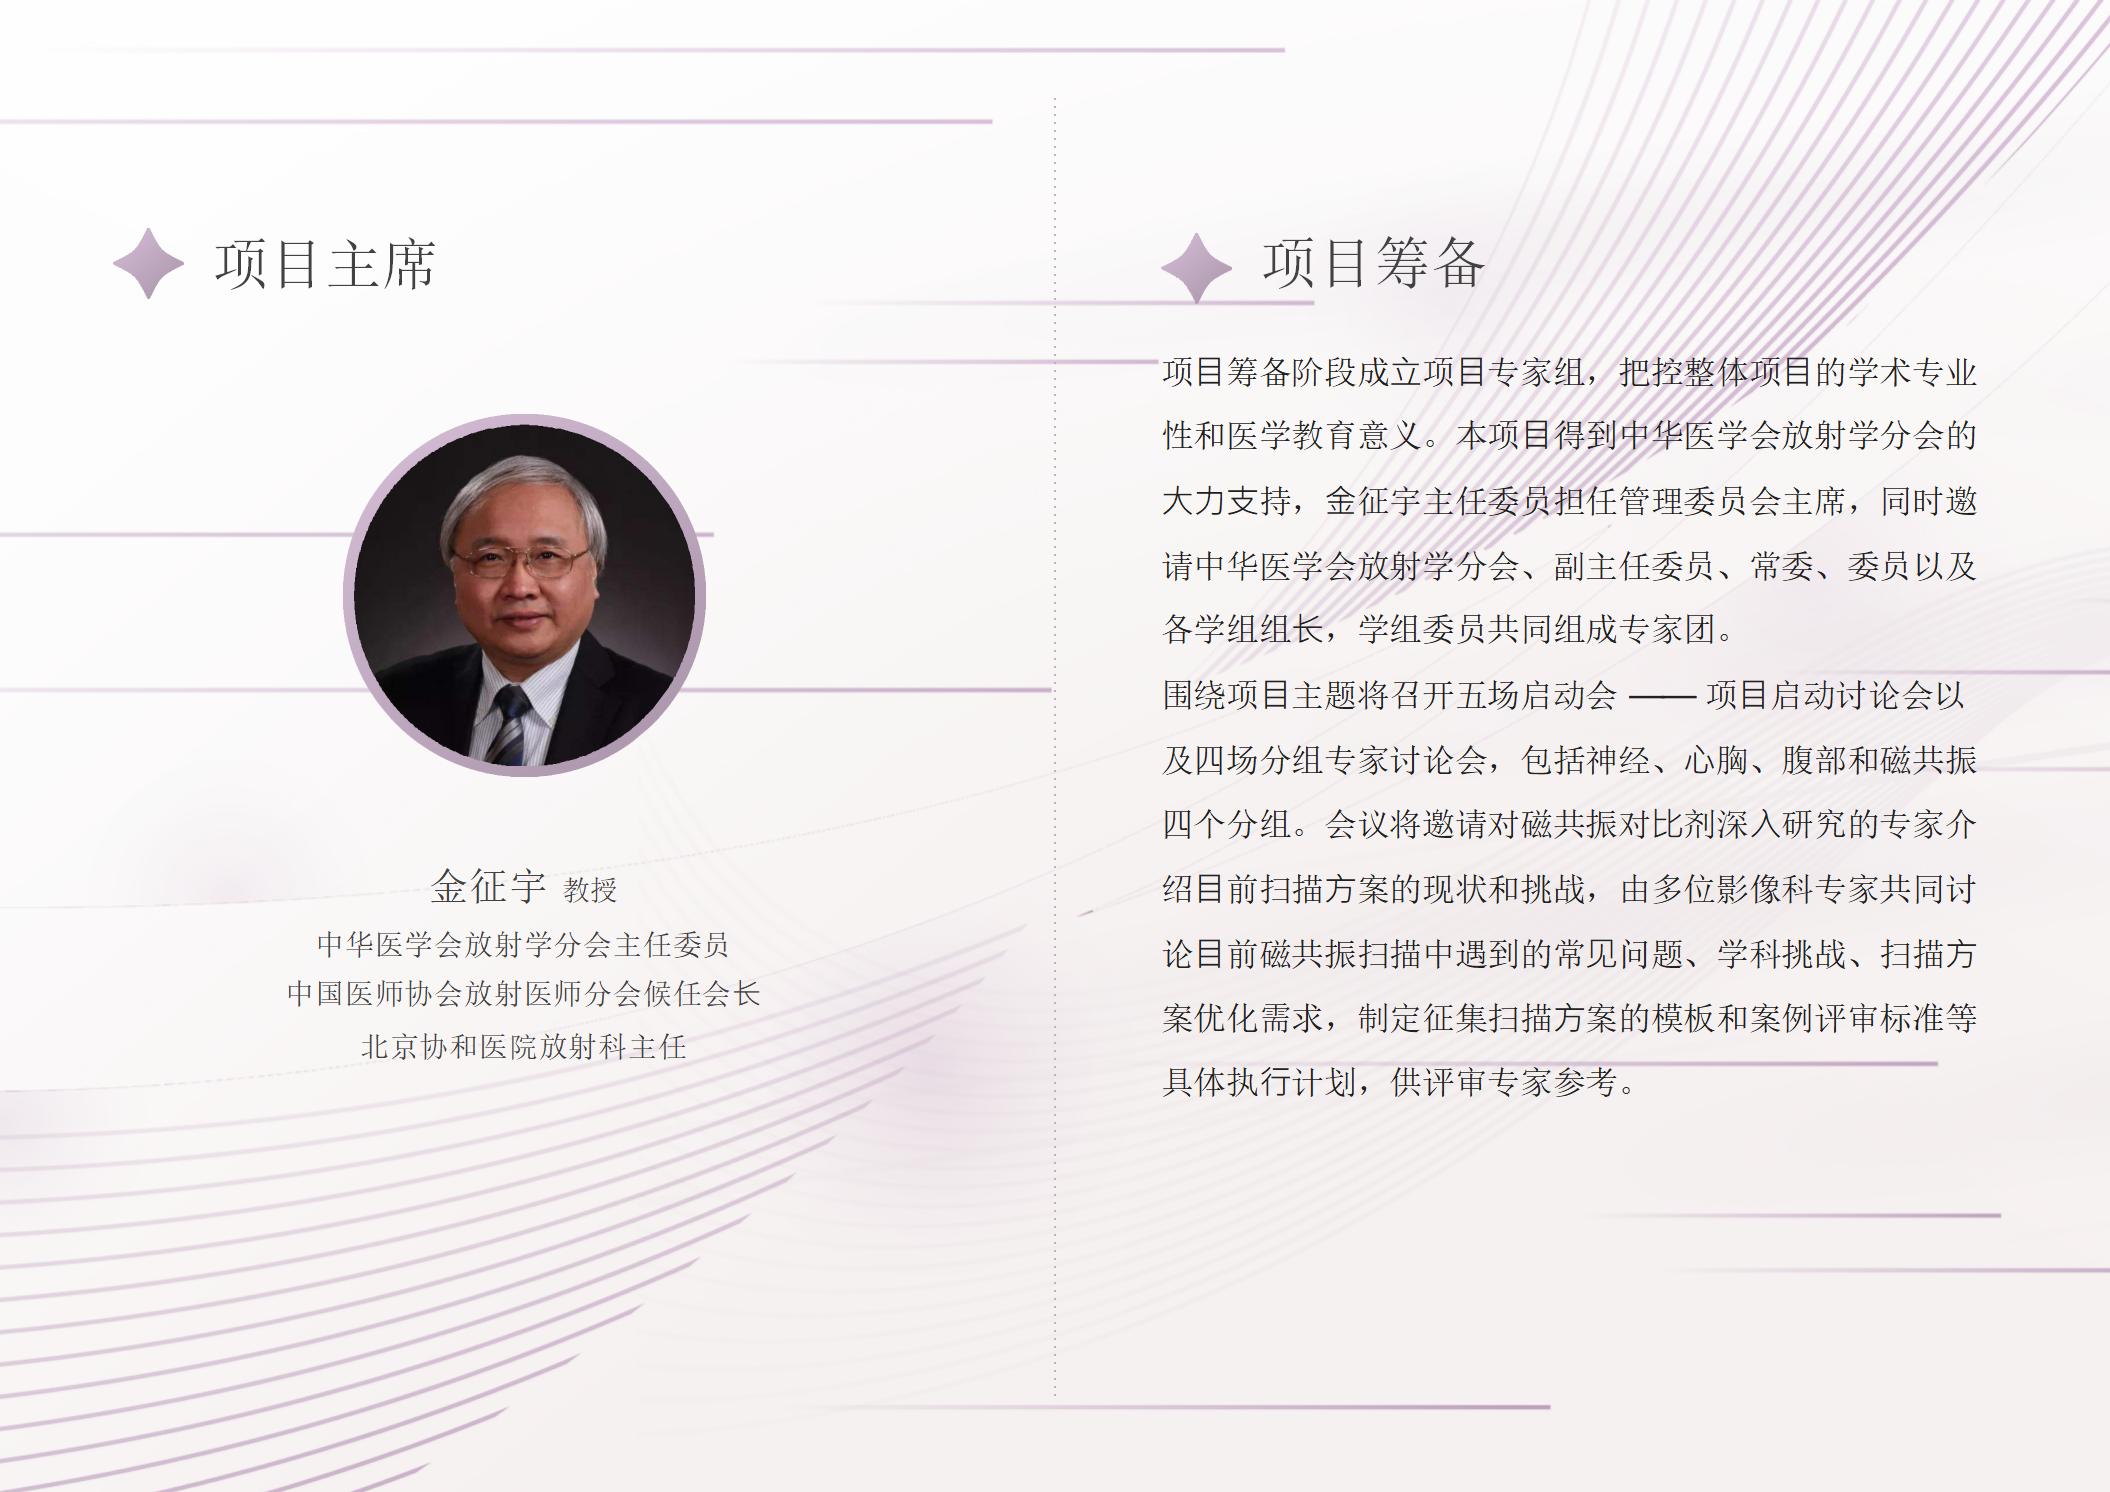 项目主席
金征宇 教授
中华医学会放射学分会主任委员
中国医师协会放射医师分会候任会长
北京协和医院放射科主任
项目筹备
项目筹备阶段成立项目专家组，把控整体项目的学术专业
性和医学教育意义。本项目得到中华医学会放射学分会的
大力支持，金征宇主任委员担任管理委员会主席，同时邀
请中华医学会放射学分会、副主任委员、常委、委员以及
各学组组长，学组委员共同组成专家团。
围绕项目主题将召开五场启动会 —— 项目启动讨论会以
及四场分组专家讨论会，包括神经、心胸、腹部和磁共振
四个分组。会议将邀请对磁共振对比剂深入研究的专家介
绍目前扫描方案的现状和挑战，由多位影像科专家共同讨
论目前磁共振扫描中遇到的常见问题、学科挑战、扫描方
案优化需求，制定征集扫描方案的模板和案例评审标准等
具体执行计划，供评审专家参考。